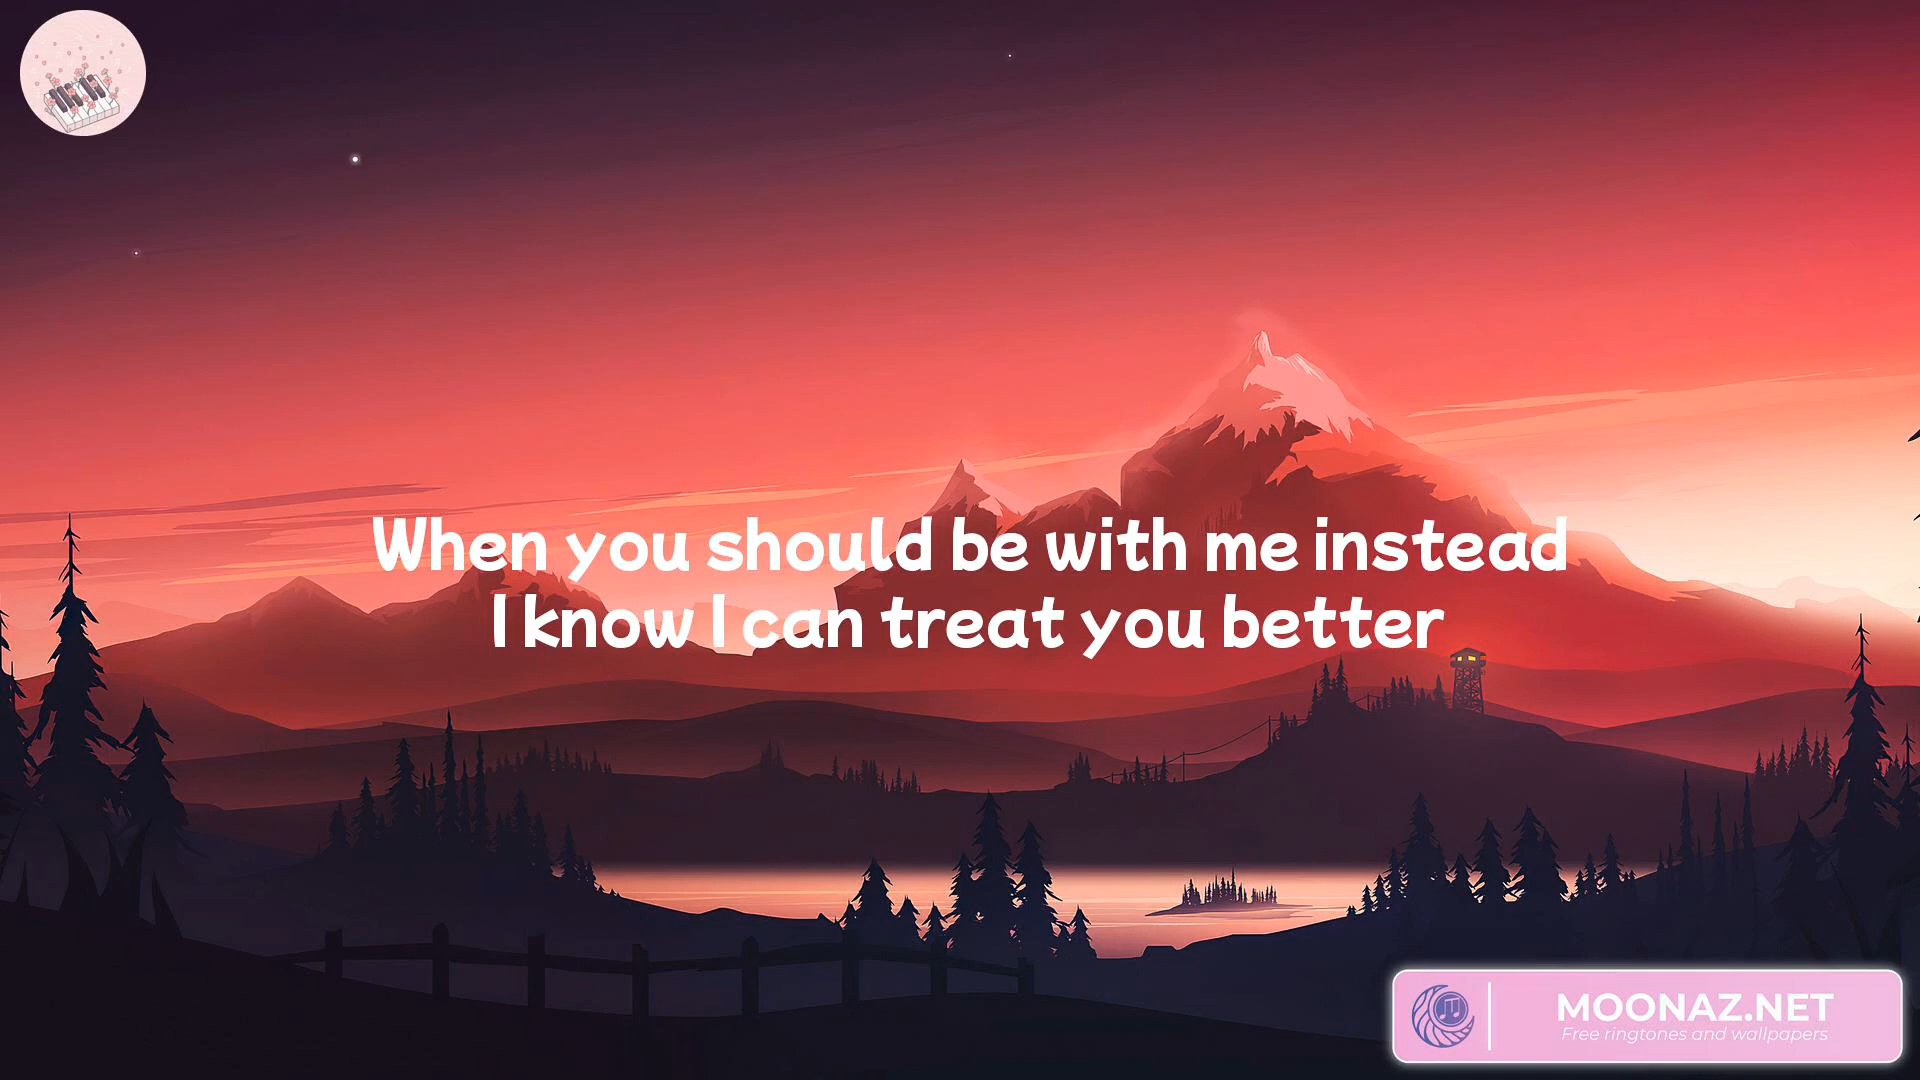 When you should be with me instead
I know I can treat you better
MOONAZ.NET
Free ringtones and wallpapers